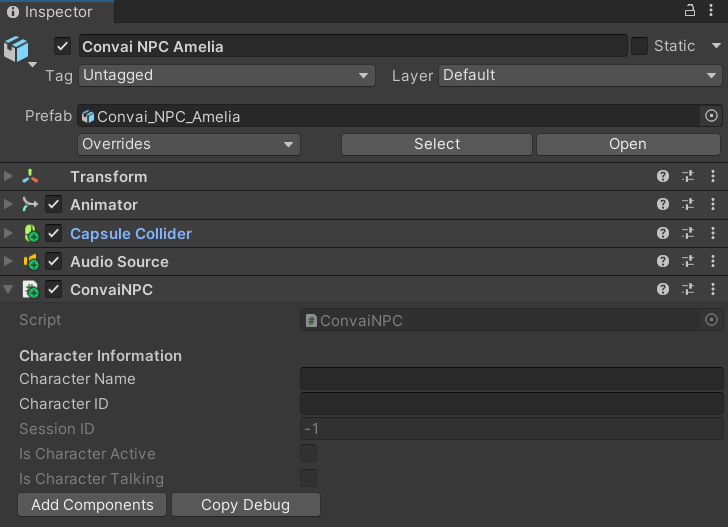 Inspector
Convai NPC Amelia
Static
Tag Untagged
Layer Default
Prefab Convai_NPC_Amelia
Overrides Select Open
Transform
Animator
Capsule Collider
Audio Source
ConvaiNPC
Script ConvaiNPC
Character Information
Character Name
Character ID
Session ID -1
Is Character Active
Is Character Talking
Add Components Copy Debug